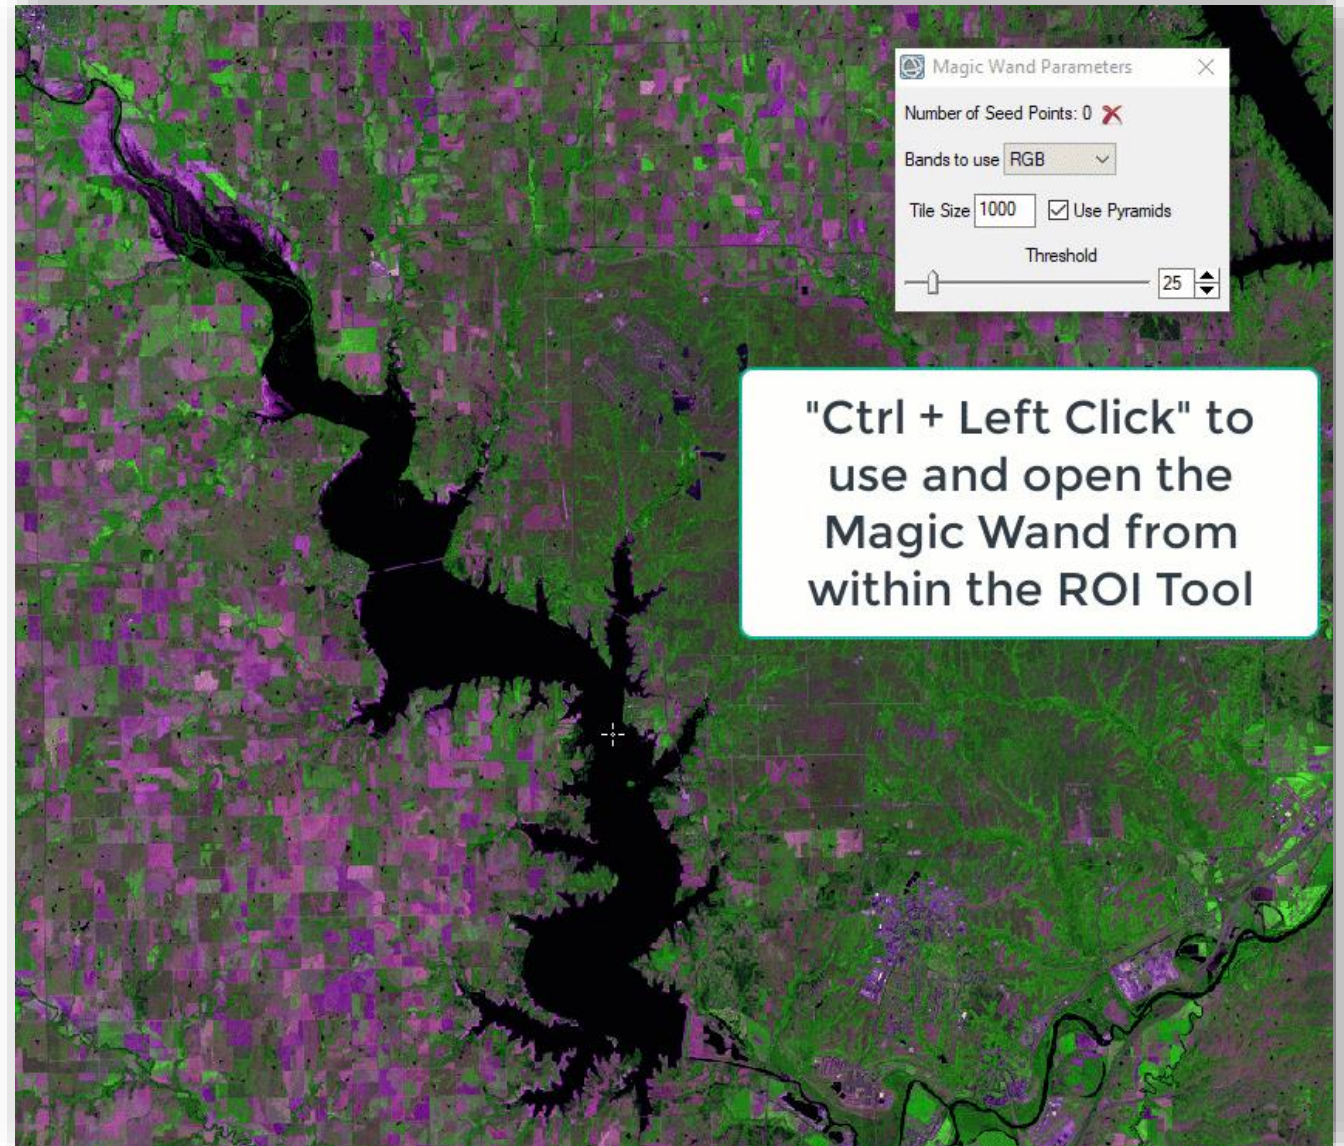 Magic Wand Parameters
Number of Seed Points: 0
Bands to use RGB
Tile Size 1000 Use Pyramids
Threshold
25
"Ctrl + Left Click" to
use and open the
Magic Wand from
within the ROI Tool